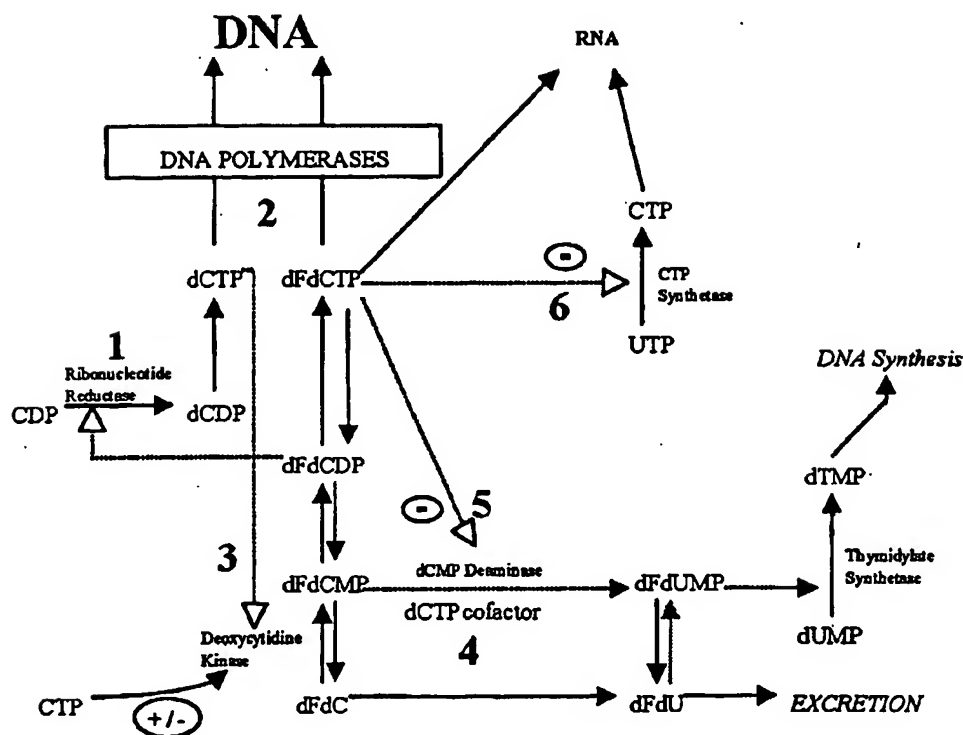 DNA
RNA
DNA POLYMERASES
2
CTP
dCTP
dFdCTP
-
6
CTP
Synthetase
1
Ribonucleotide
Reductase
UTP
DNA Synthesis
CDP
dCDP
dFdCDP
dTMP
-
5
3
dFdCMP
dCMP Deaminase
dFdUMP
Thymidylate
Synthetase
dCTP cofactor
Deoxycytidine
Kinase
4
dUMP
CTP
+/-
dFdC
dFdU
EXCRETION